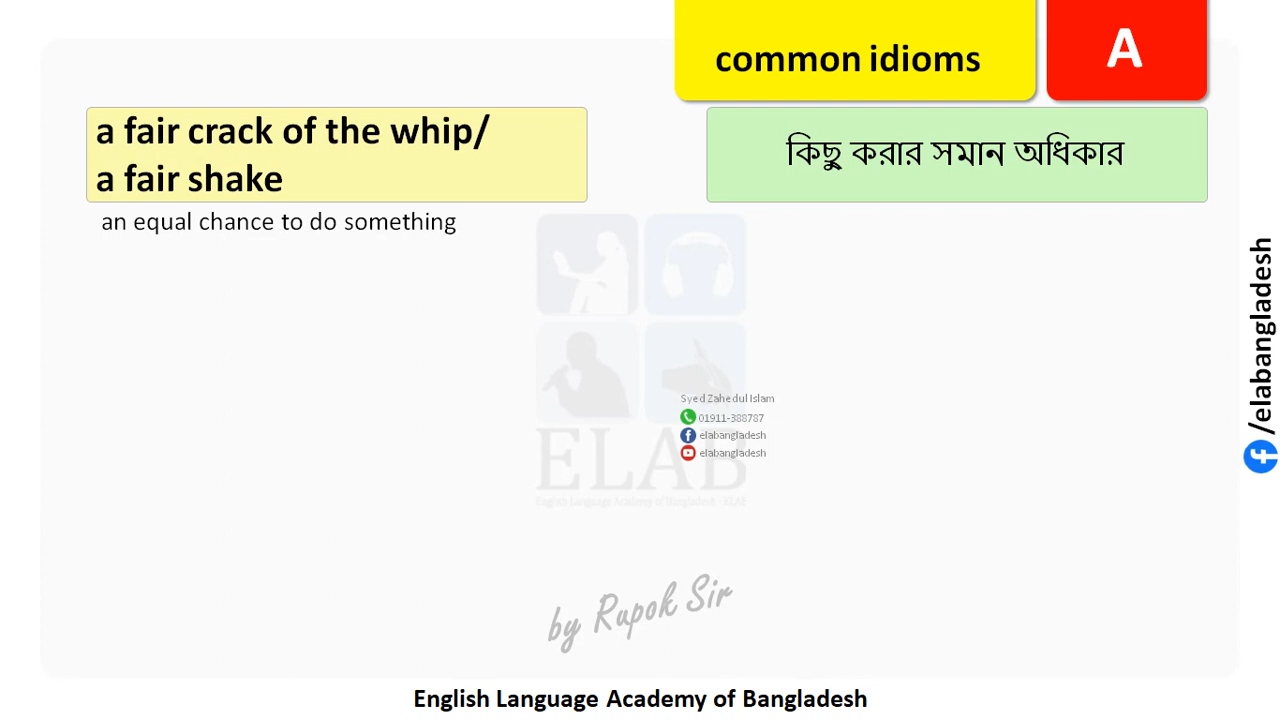 common idioms
A
a fair crack of the whip/
a fair shake
কিছু করার সমান অধিকার
an equal chance to do something
Syed Zahedul Islam
01911-388787
elabangladesh
elabangladesh
ELAB
English Language Academy of Bangladesh - ELAB
by Rupok Sir
/elabangladesh
English Language Academy of Bangladesh